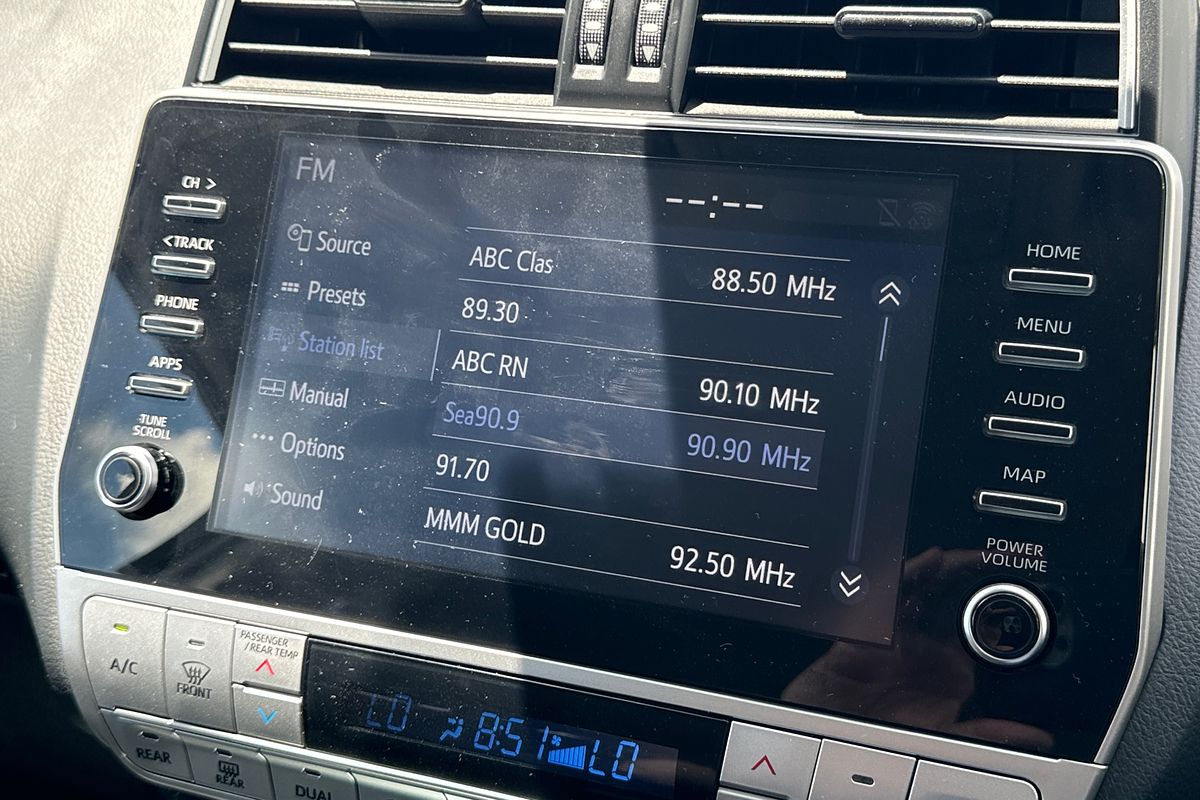 FM
--:--
Source
Presets
Station list
Manual
Options
Sound
ABC Clas 88.50 MHz
89.30
ABC RN 90.10 MHz
Sea90.9 90.90 MHz
91.70
MMM GOLD 92.50 MHz
CH >
< TRACK
PHONE
APPS
TUNE
SCROLL
HOME
MENU
AUDIO
MAP
POWER
VOLUME
A/C
FRONT
PASSENGER
/REAR TEMP
REAR
REAR
DUAL
LO 8:51 LO